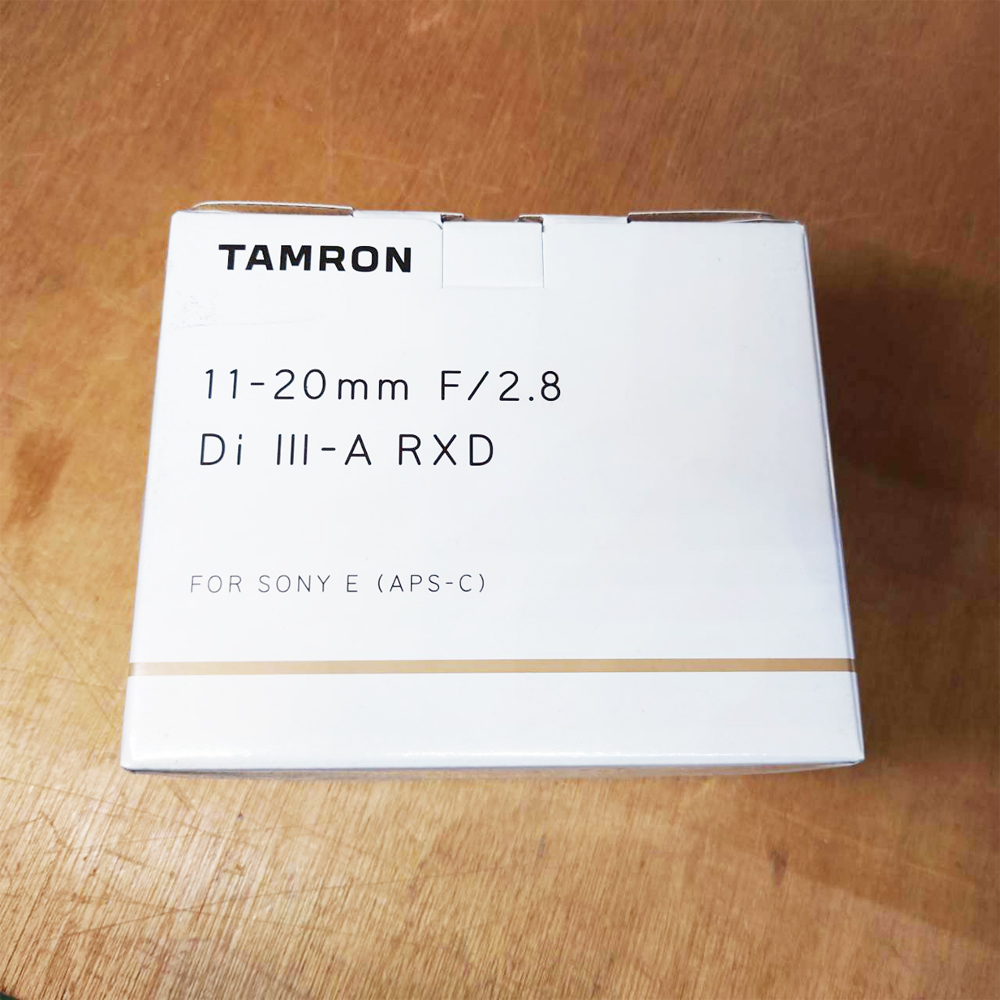 TAMRON
11-20mm F/2.8
Di III-A RXD
FOR SONY E (APS-C)